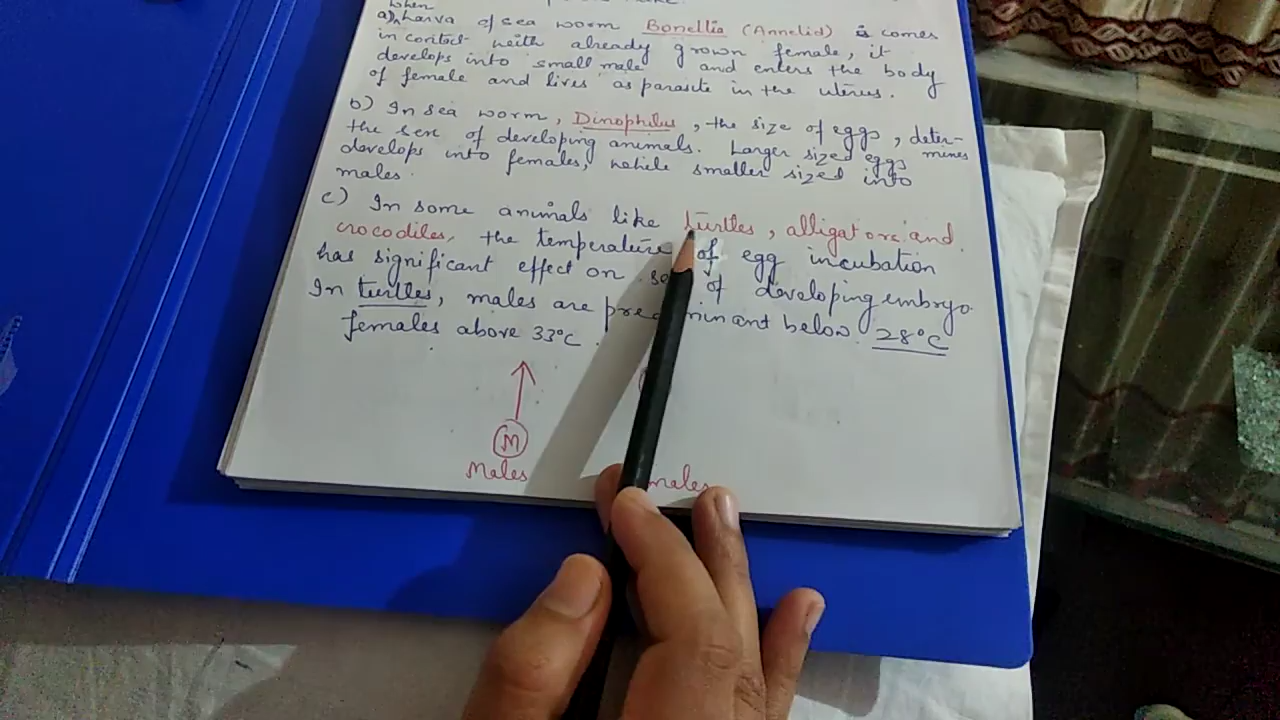 when
a) Larva of sea worm Bonellia (Annelid) comes
in contact with already grown female, it
develops into small male and enters the body
of female and lives as parasite in the uterus.
b) In sea worm, Dinophilus, the size of eggs, deter-
mines
the sex of developing animals. Larger sized eggs
develops into females, while smaller sized into
males.
c) In some animals like turtles, alligators and
crocodiles, the temperature of egg incubation
has significant effect on of developing embryo
In turtles, males are below 28°C
females above 33°C.
M
Males
males